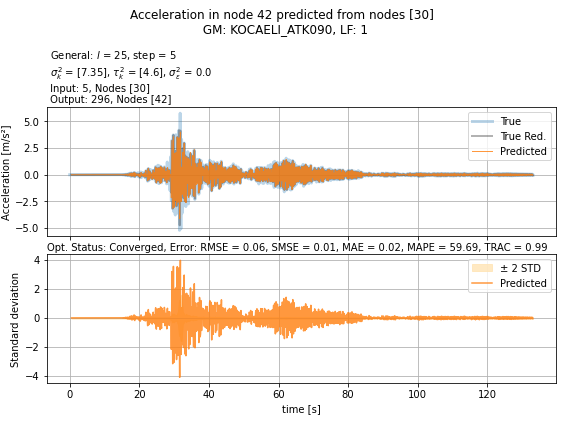 Acceleration in node 42 predicted from nodes [30]
GM: KOCAELI_ATK090, LF: 1
General: l = 25, step = 5
σ²ₖ = [7.35], τ²ₖ = [4.6], σ²ε = 0.0
Input: 5, Nodes [30]
Output: 296, Nodes [42]
Acceleration [m/s²]
5.0
2.5
0.0
−2.5
−5.0
True
True Red.
Predicted
Opt. Status: Converged, Error: RMSE = 0.06, SMSE = 0.01, MAE = 0.02, MAPE = 59.69, TRAC = 0.99
Standard deviation
4
2
0
−2
−4
± 2 STD
Predicted
0 20 40 60 80 100 120
time [s]